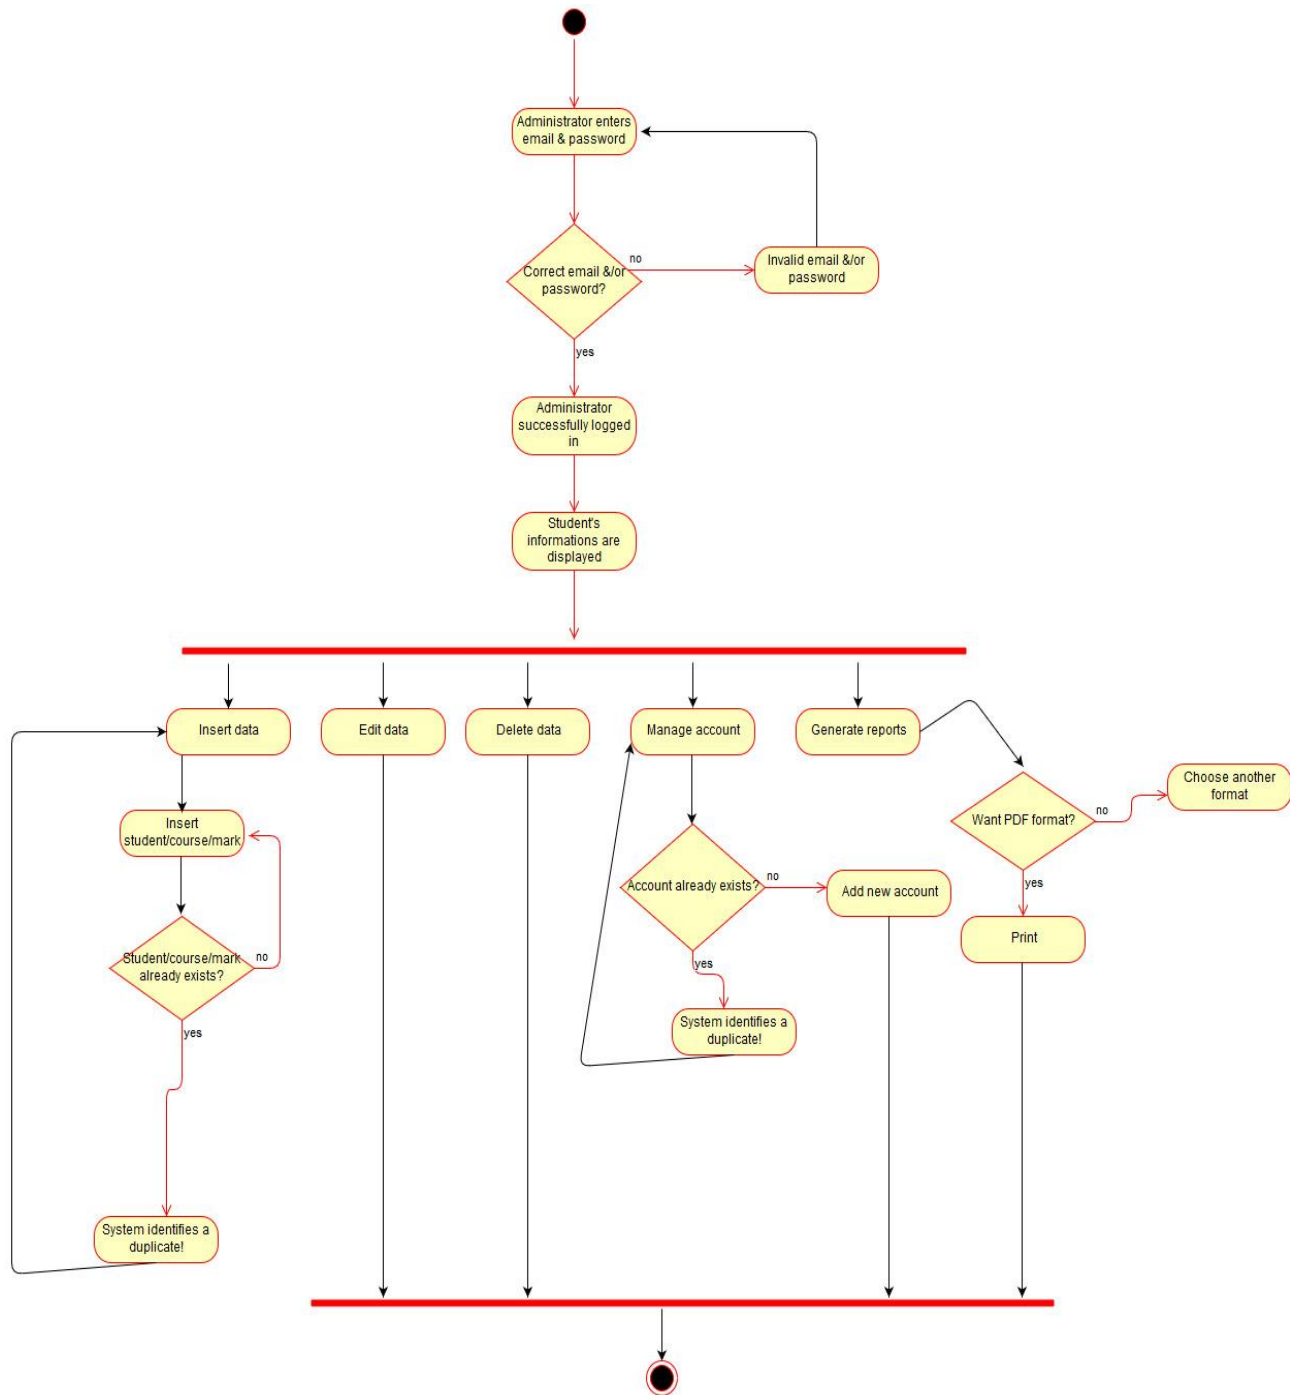 Administrator enters
email & password
Correct email &/or
password?
no
Invalid email &/or
password
yes
Administrator
successfully logged
in
Student's
informations are
displayed
Insert data
Edit data
Delete data
Manage account
Generate reports
Choose another
format
Want PDF format?
no
Insert
student/course/mark
Account already exists?
no
Add new account
yes
Print
Student/course/mark
already exists?
no
yes
System identifies a
duplicate!
yes
System identifies a
duplicate!